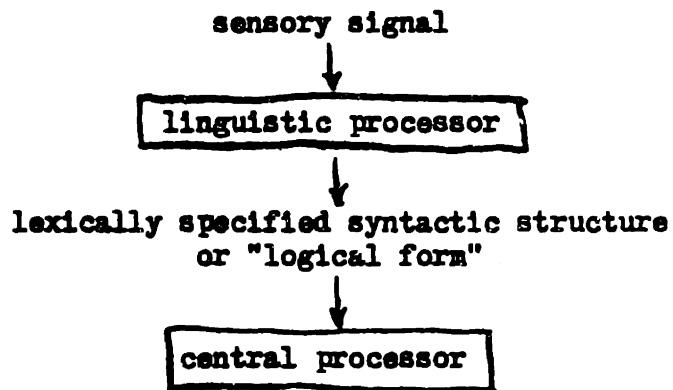 sensory signal
linguistic processor
lexically specified syntactic structure
or "logical form"
central processor